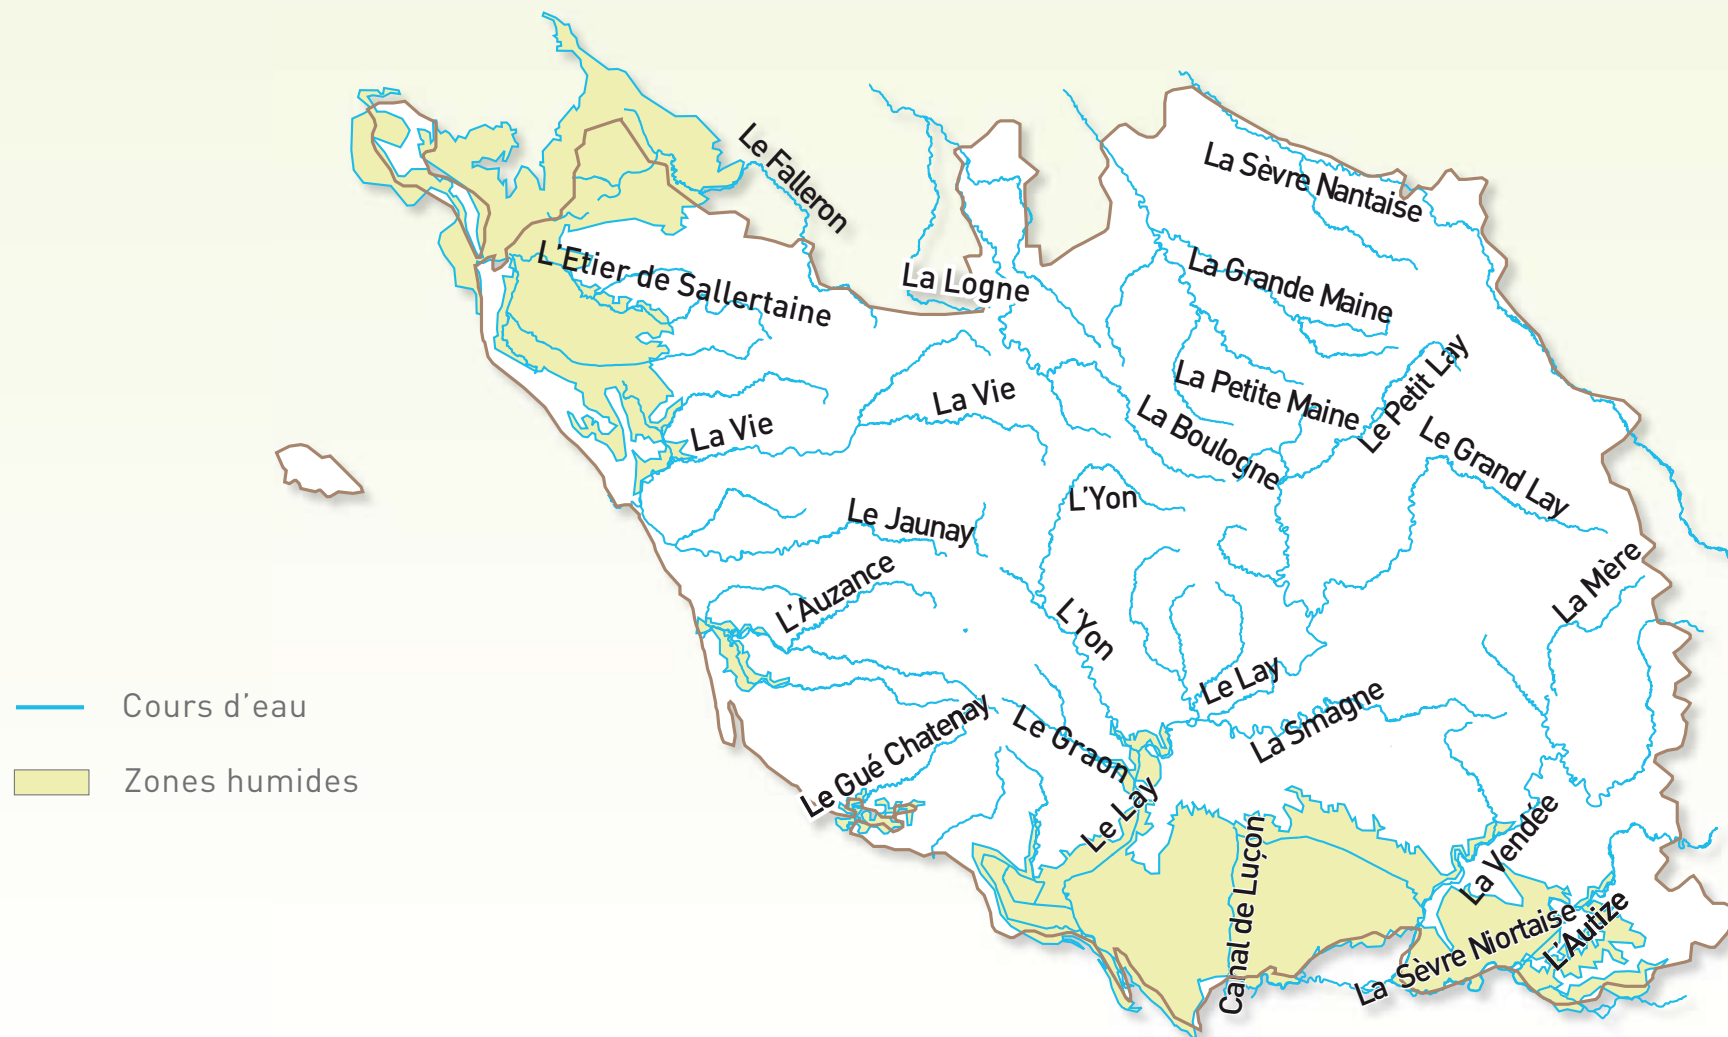 Le Falleron
La Sèvre Nantaise
L'Etier de Sallertaine
La Logne
La Grande Maine
La Petite Maine
Le Petit Lay
La Vie
La Vie
La Boulogne
Le Grand Lay
L'Yon
Le Jaunay
L'Auzance
L'Yon
La Mère
Le Lay
La Smagne
Cours d'eau
Le Gué Chatenay
Le Graon
Zones humides
Le Lay
Canal de Luçon
La Vendée
La Sèvre Niortaise
L'Autize